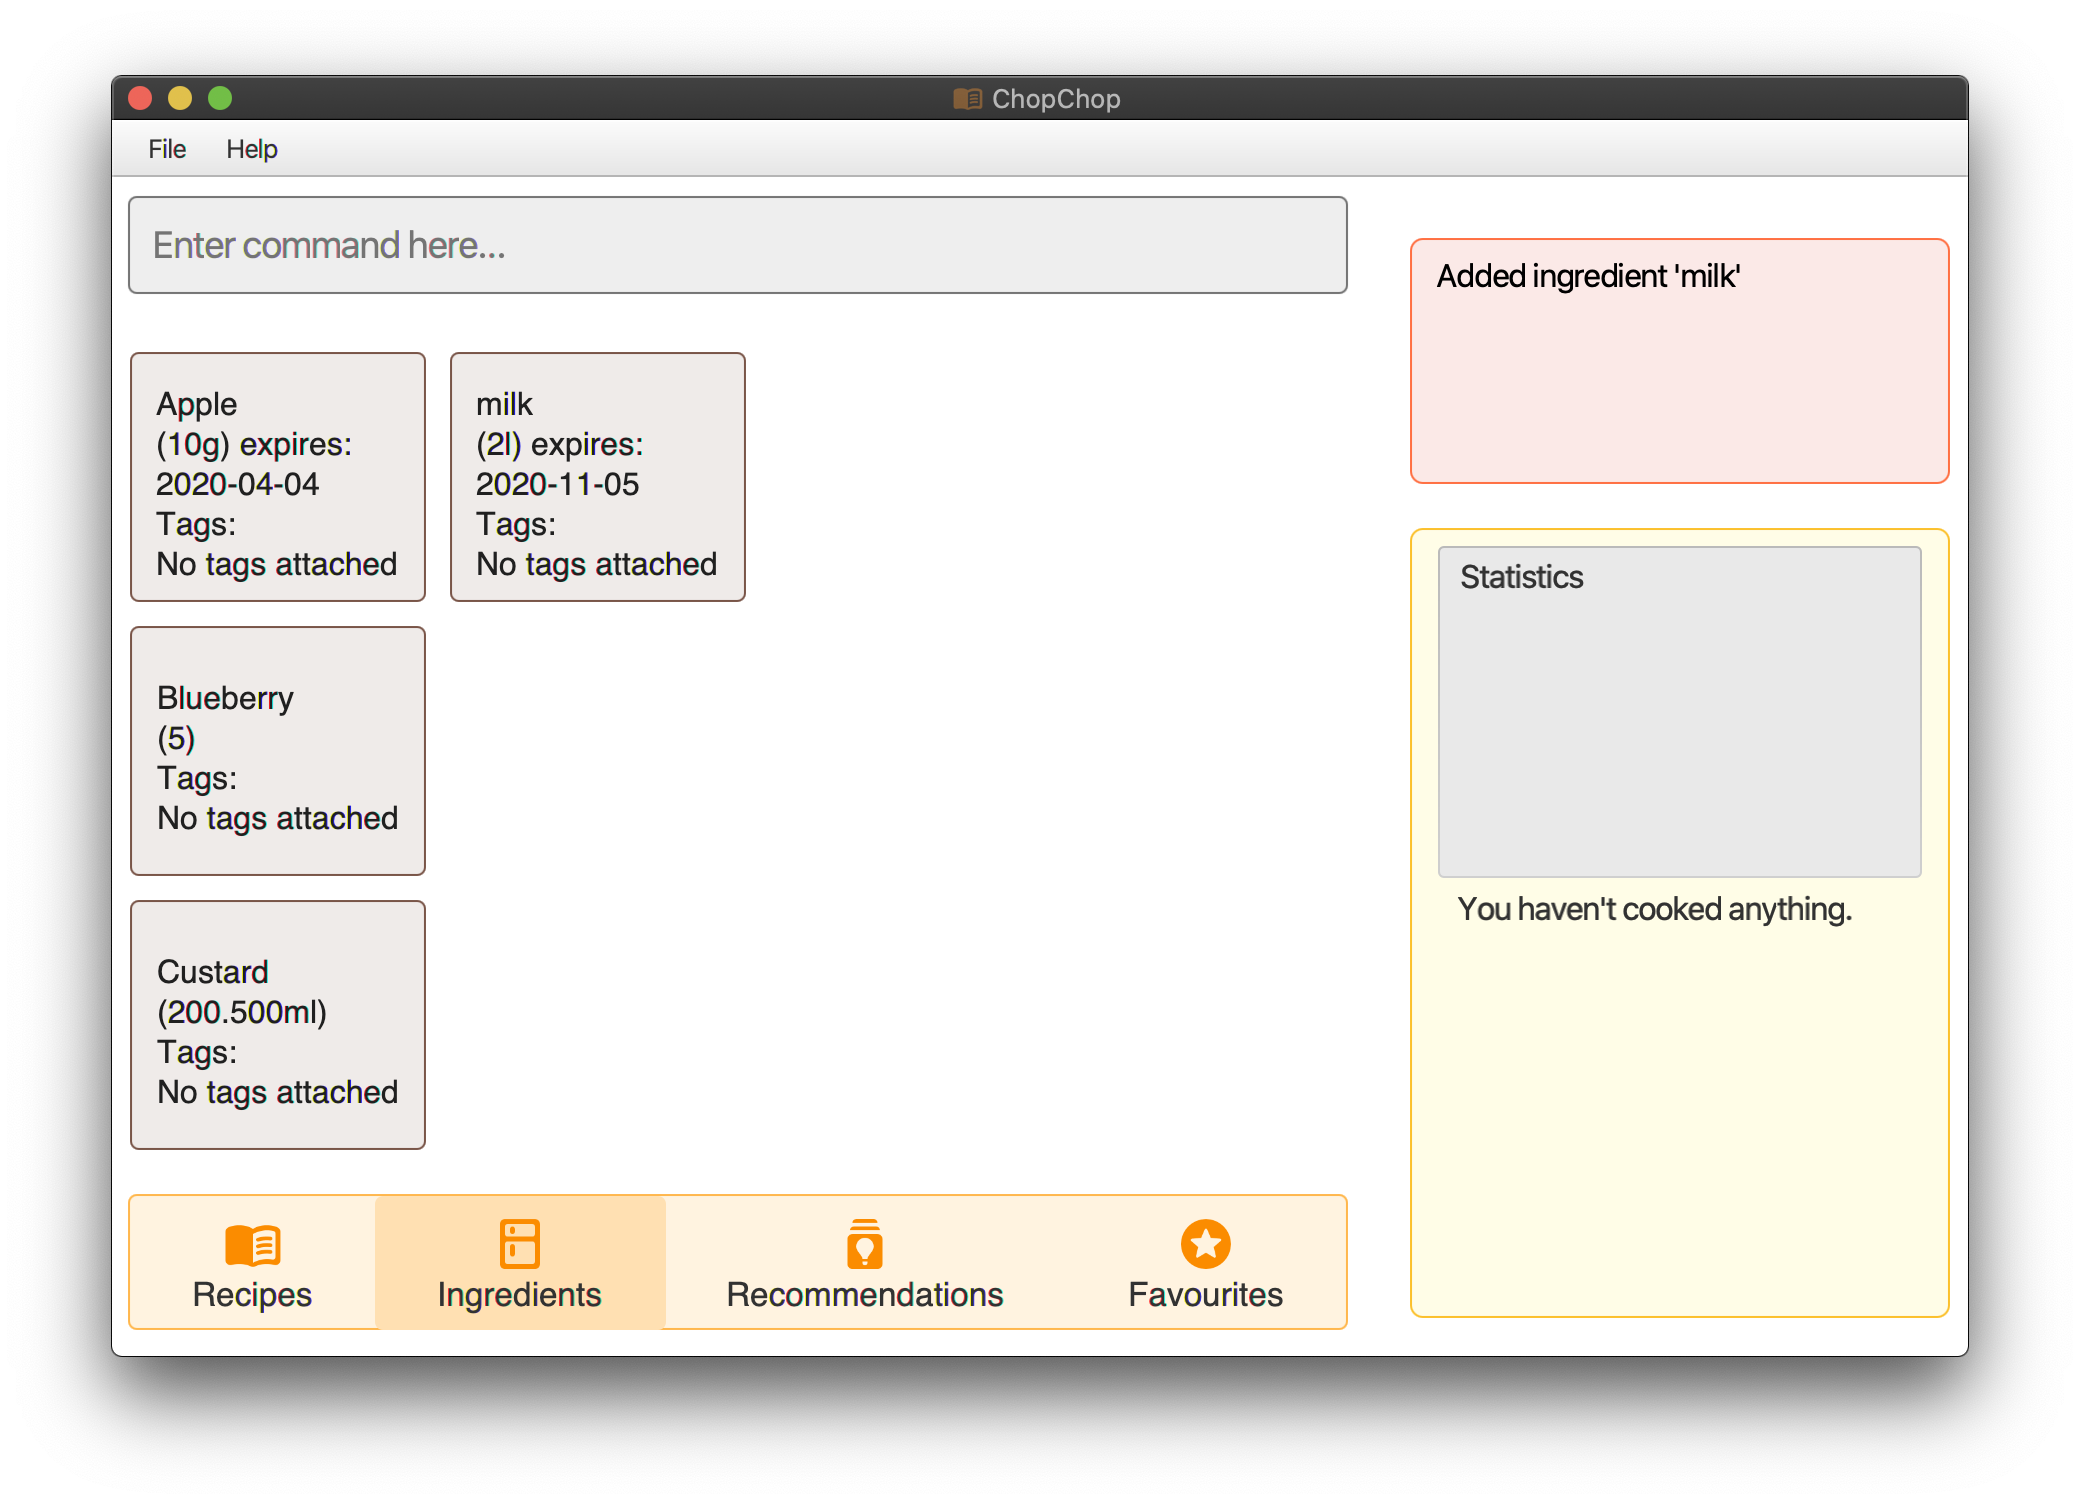 ChopChop
File Help
Enter command here...
Added ingredient 'milk'
Apple
(10g) expires:
2020-04-04
Tags:
No tags attached
milk
(2l) expires:
2020-11-05
Tags:
No tags attached
Blueberry
(5)
Tags:
No tags attached
Custard
(200.500ml)
Tags:
No tags attached
Statistics
You haven't cooked anything.
Recipes
Ingredients
Recommendations
Favourites